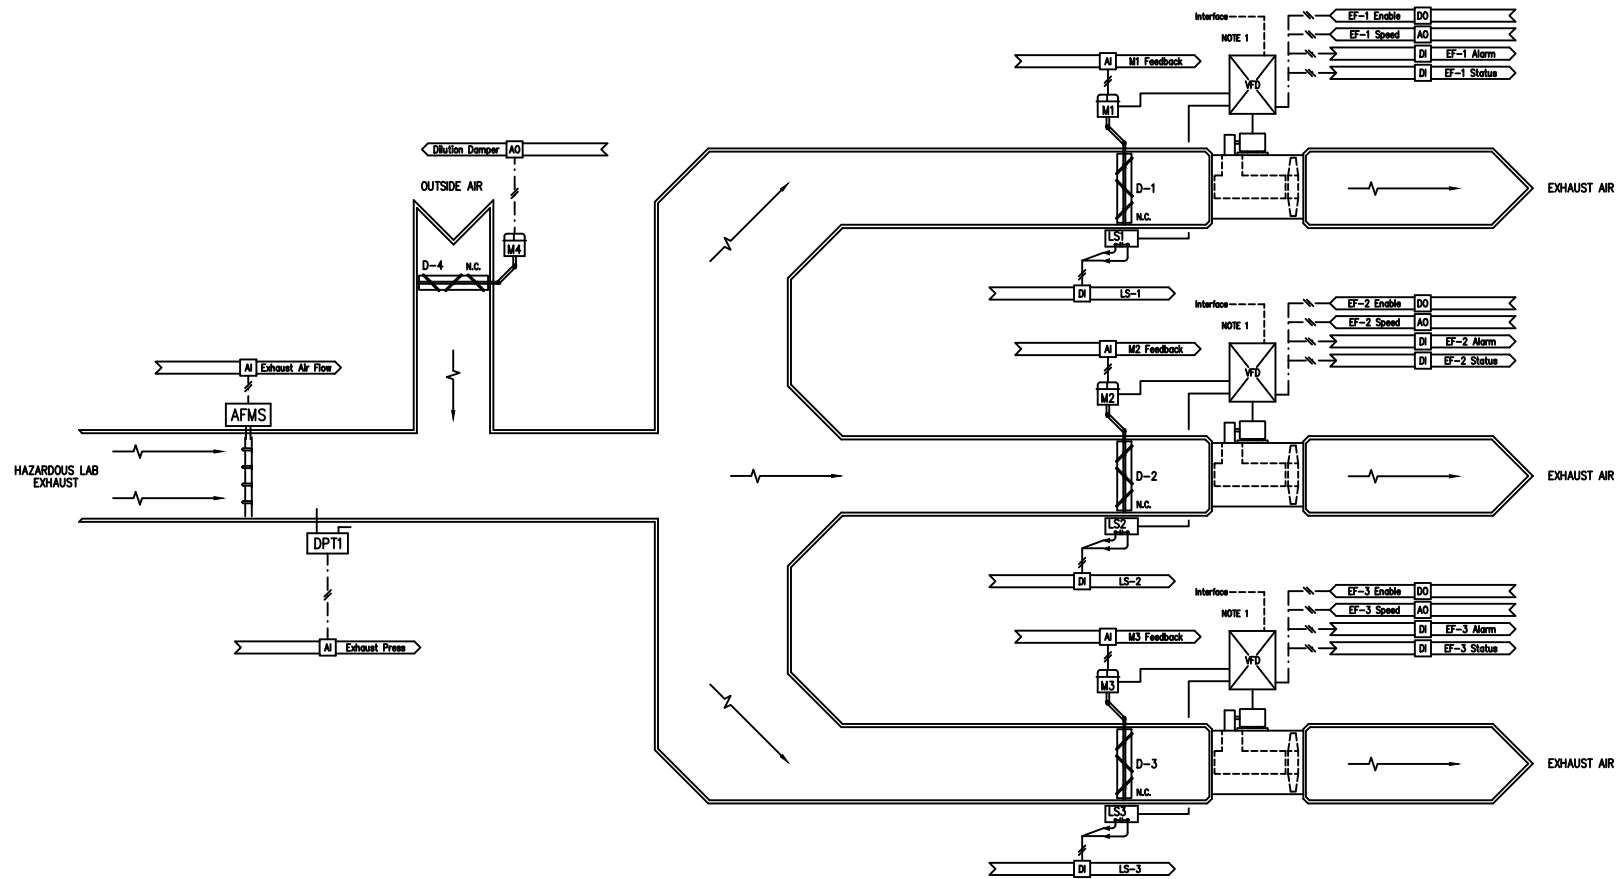 Interface
NOTE 1
EF-1 Enable DO
EF-1 Speed AO
DI EF-1 Alarm
DI EF-1 Status
AI M1 Feedback
M1
VFD
Dilution Damper AO
OUTSIDE AIR
M4
D-4 N.C.
D-1
N.C.
EXHAUST AIR
LS1
DI LS-1
Interface
NOTE 1
EF-2 Enable DO
EF-2 Speed AO
DI EF-2 Alarm
DI EF-2 Status
AI M2 Feedback
M2
VFD
AI Exhaust Air Flow
AFMS
HAZARDOUS LAB
EXHAUST
D-2
N.C.
EXHAUST AIR
LS2
DPT1
DI LS-2
Interface
NOTE 1
EF-3 Enable DO
EF-3 Speed AO
DI EF-3 Alarm
DI EF-3 Status
AI M3 Feedback
AI Exhaust Press
M3
VFD
D-3
N.C.
EXHAUST AIR
LS3
DI LS-3